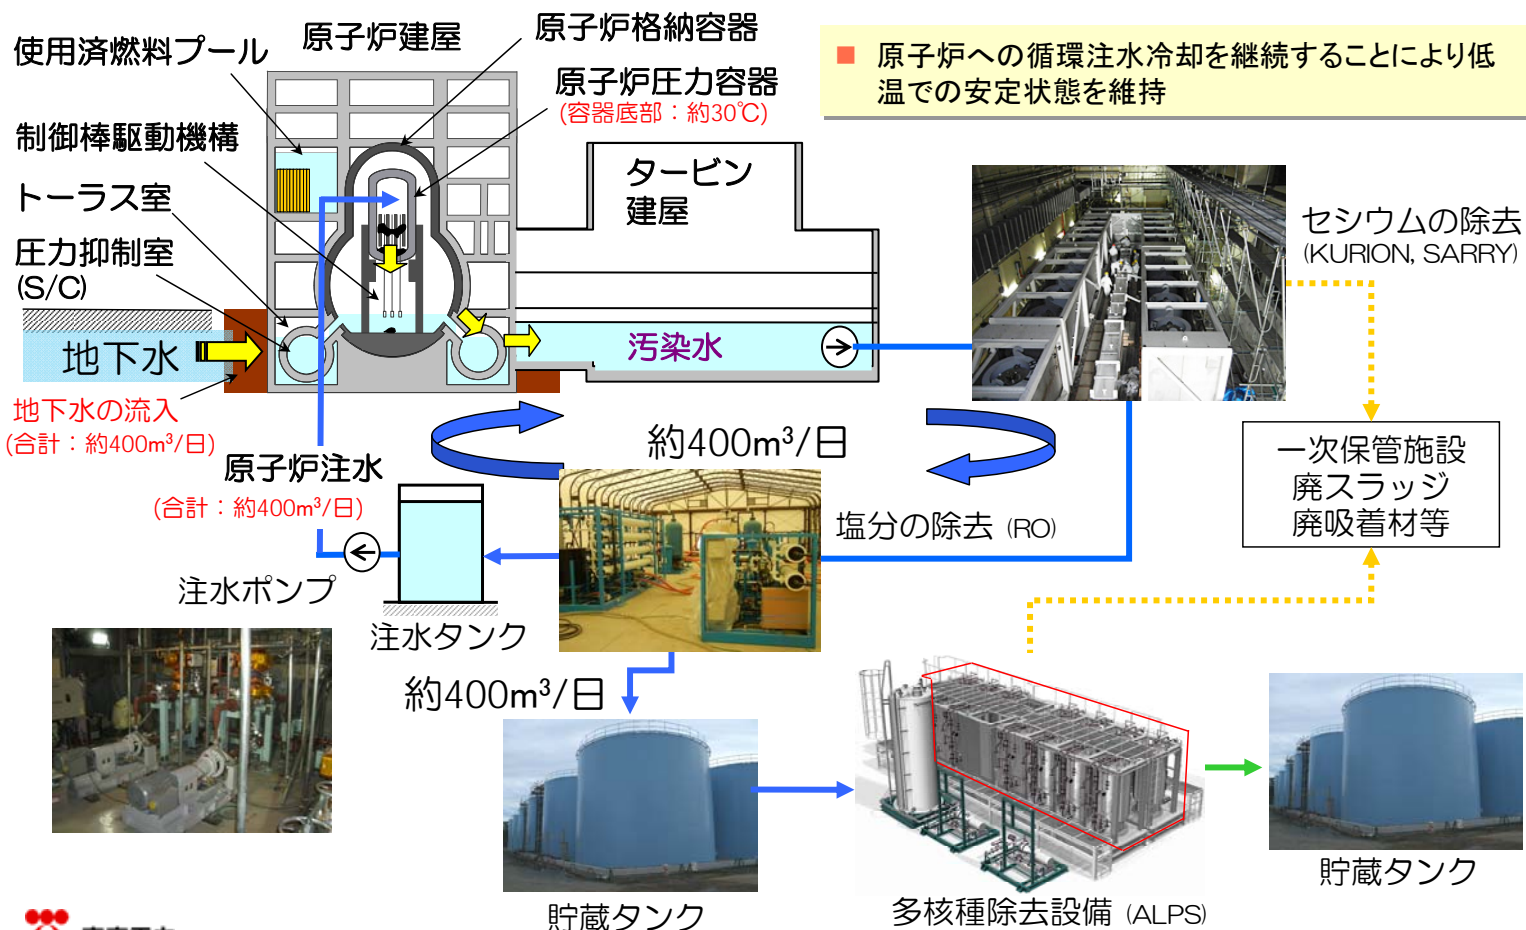 使用済燃料プール
原子炉建屋
原子炉格納容器
原子炉圧力容器
(容器底部：約30℃)
■ 原子炉への循環注水冷却を継続することにより低
温での安定状態を維持
制御棒駆動機構
トーラス室
圧力抑制室
(S/C)
タービン
建屋
セシウムの除去
(KURION, SARRY)
地下水
汚染水
地下水の流入
(合計：約400m³/日)
約400m³/日
原子炉注水
(合計：約400m³/日)
一次保管施設
廃スラッジ
廃吸着材等
塩分の除去 (RO)
注水ポンプ
注水タンク
約400m³/日
貯蔵タンク
多核種除去設備 (ALPS)
貯蔵タンク